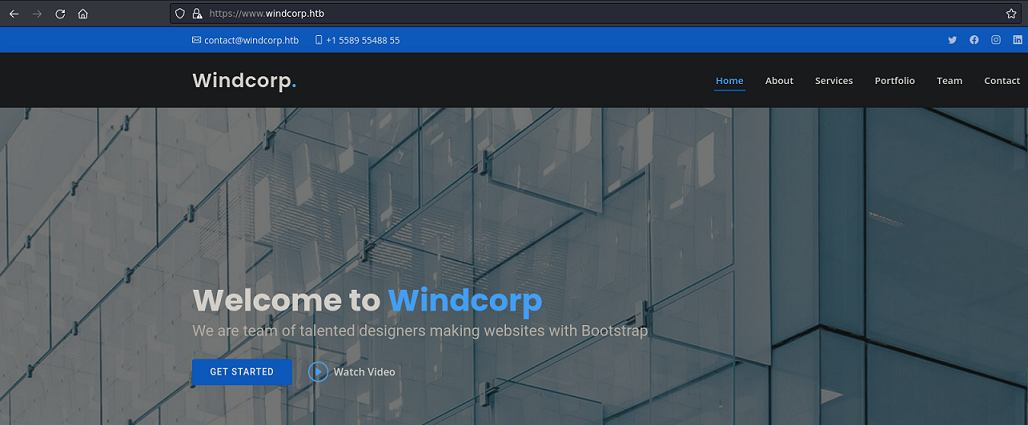 https://www.windcorp.htb
contact@windcorp.htb +1 5589 55488 55
Windcorp.
Home About Services Portfolio Team Contact
Welcome to Windcorp
We are team of talented designers making websites with Bootstrap
GET STARTED Watch Video